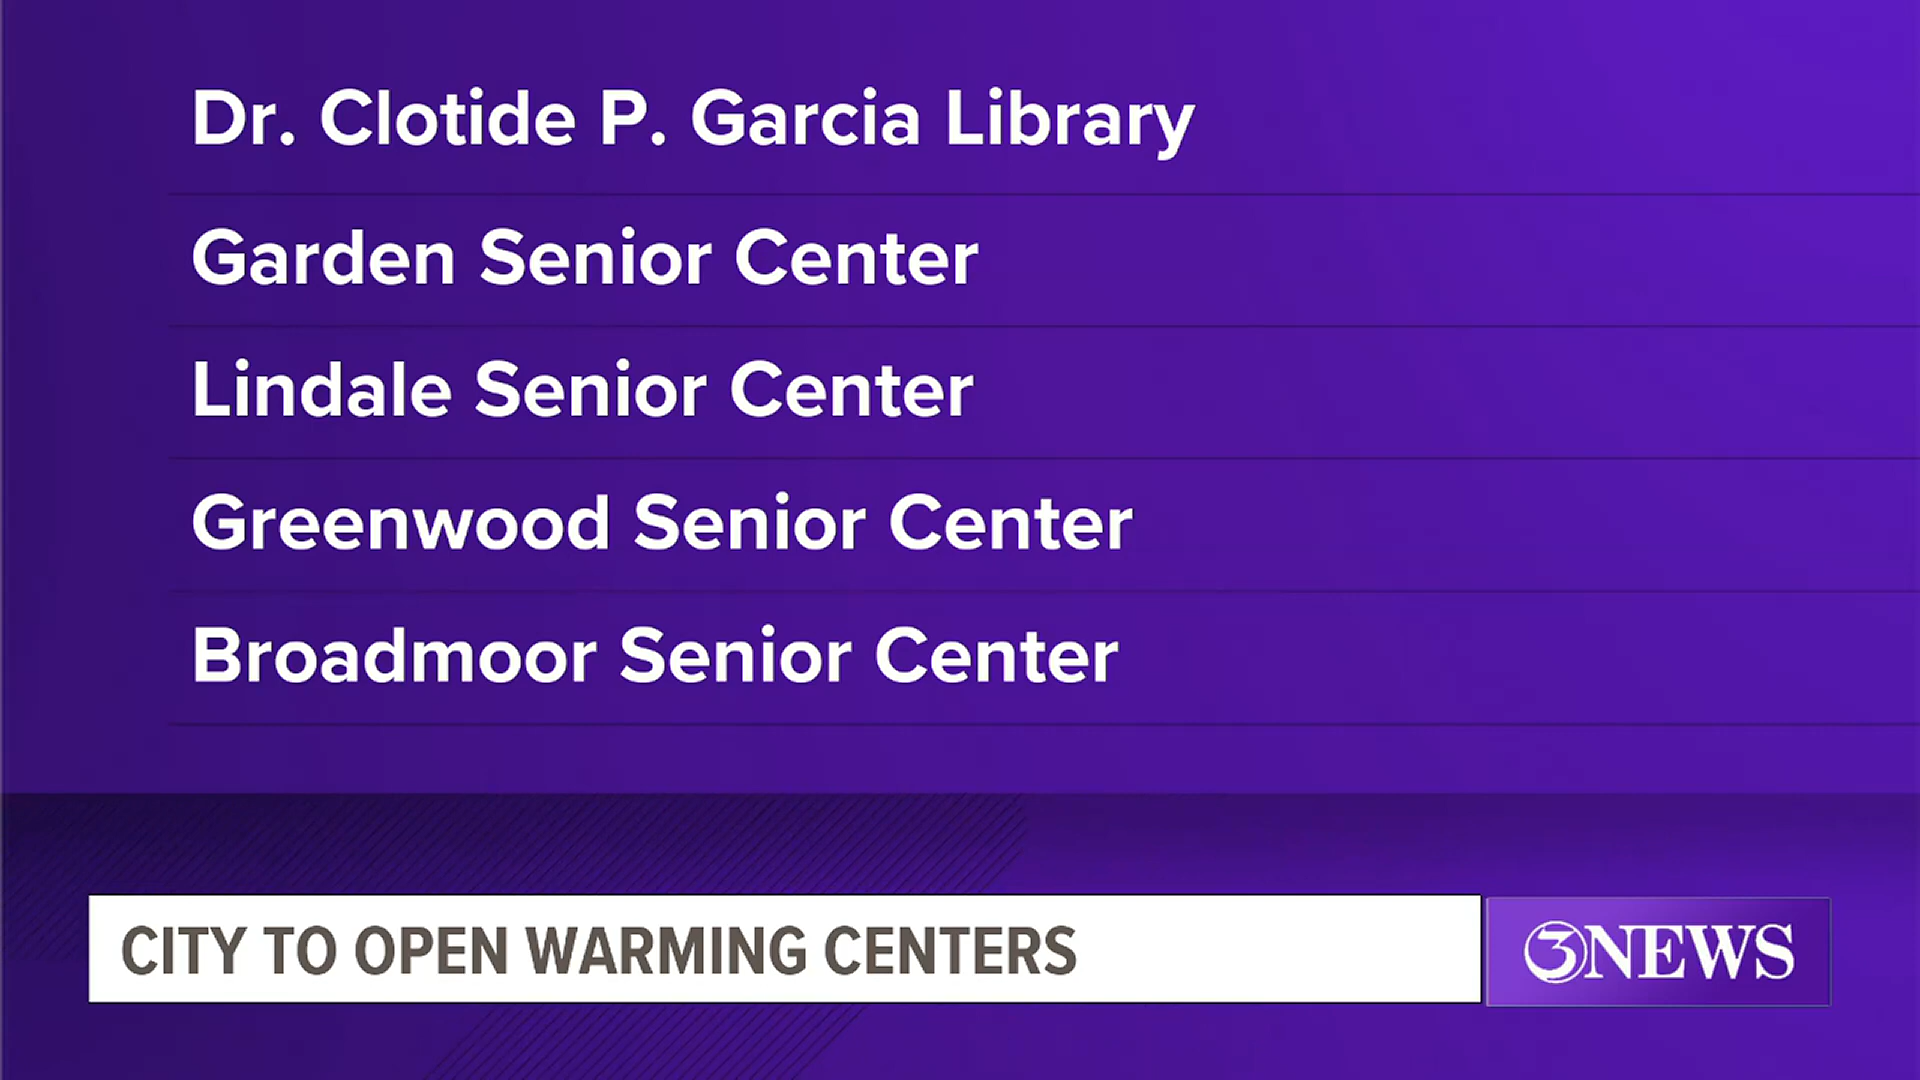 Dr. Clotide P. Garcia Library
Garden Senior Center
Lindale Senior Center
Greenwood Senior Center
Broadmoor Senior Center
CITY TO OPEN WARMING CENTERS
3NEWS